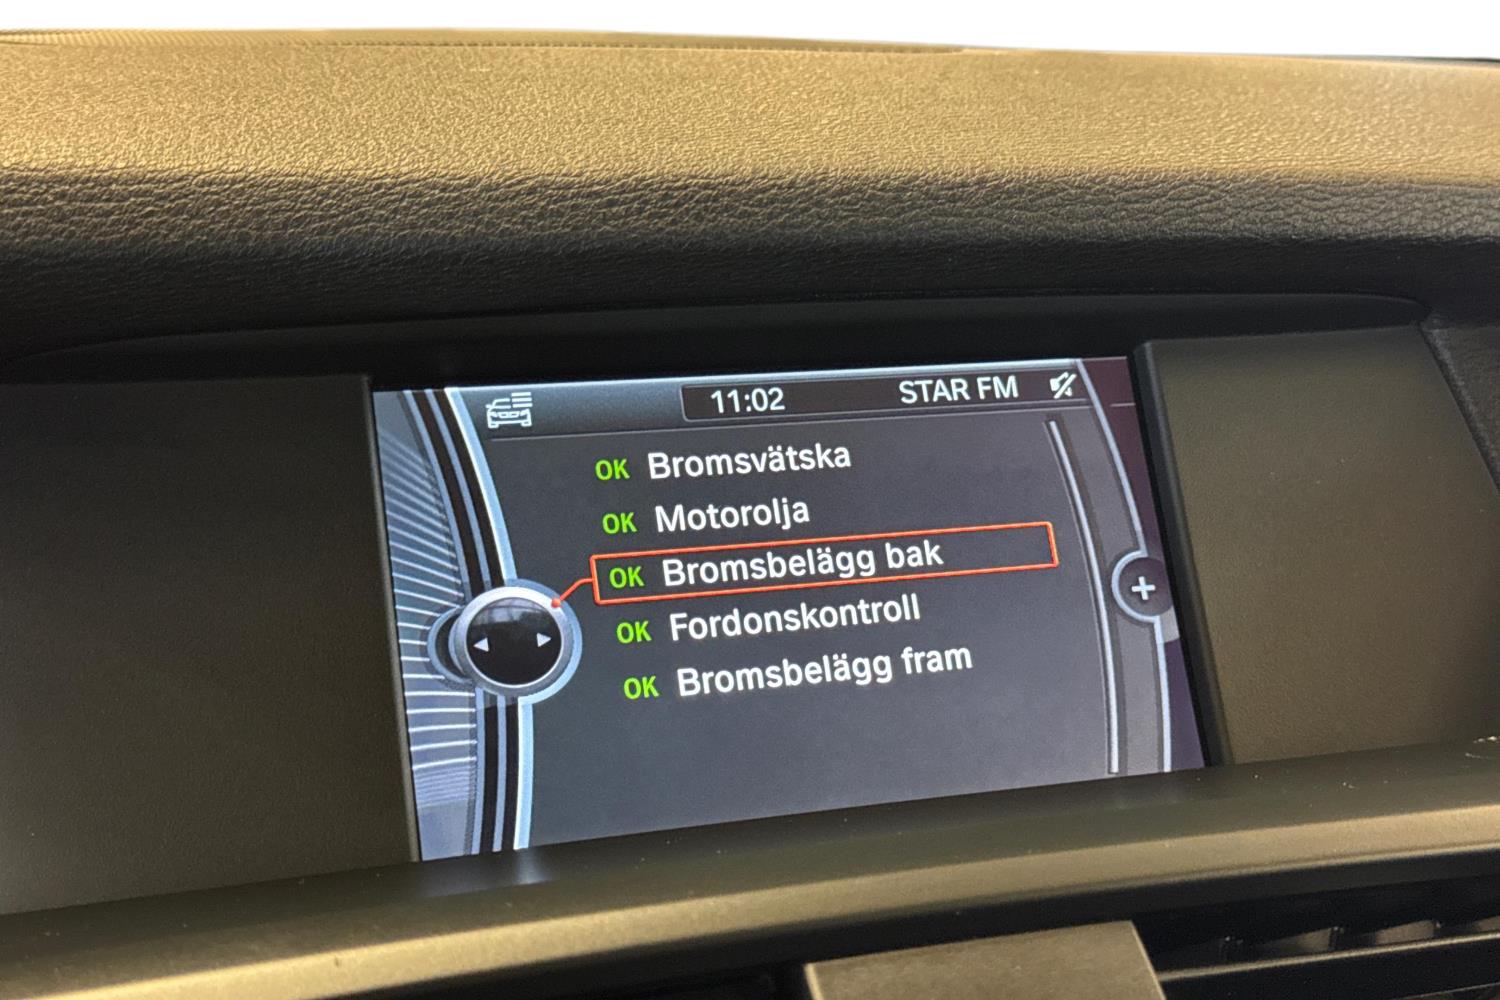 11:02 STAR FM
OK Bromsvätska
OK Motorolja
OK Bromsbelägg bak
OK Fordonskontroll
OK Bromsbelägg fram